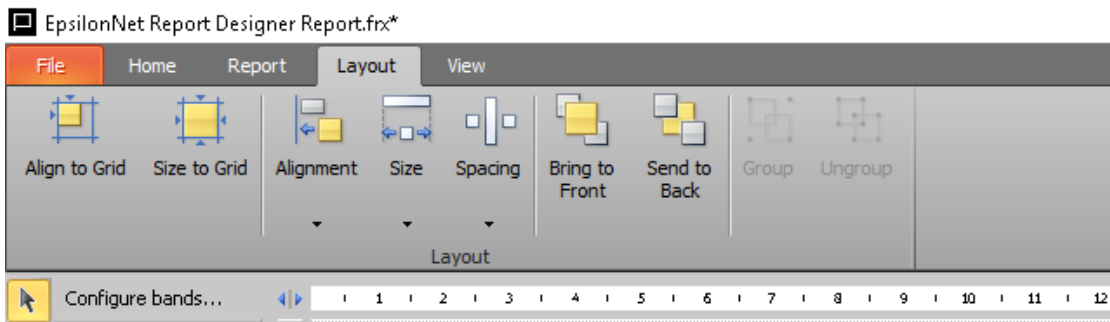 EpsilonNet Report Designer Report.frx*
File Home Report Layout View
Align to Grid Size to Grid Alignment Size Spacing Bring to Front Send to Back Group Ungroup
Layout
Configure bands... 1 2 3 4 5 6 7 8 9 10 11 12